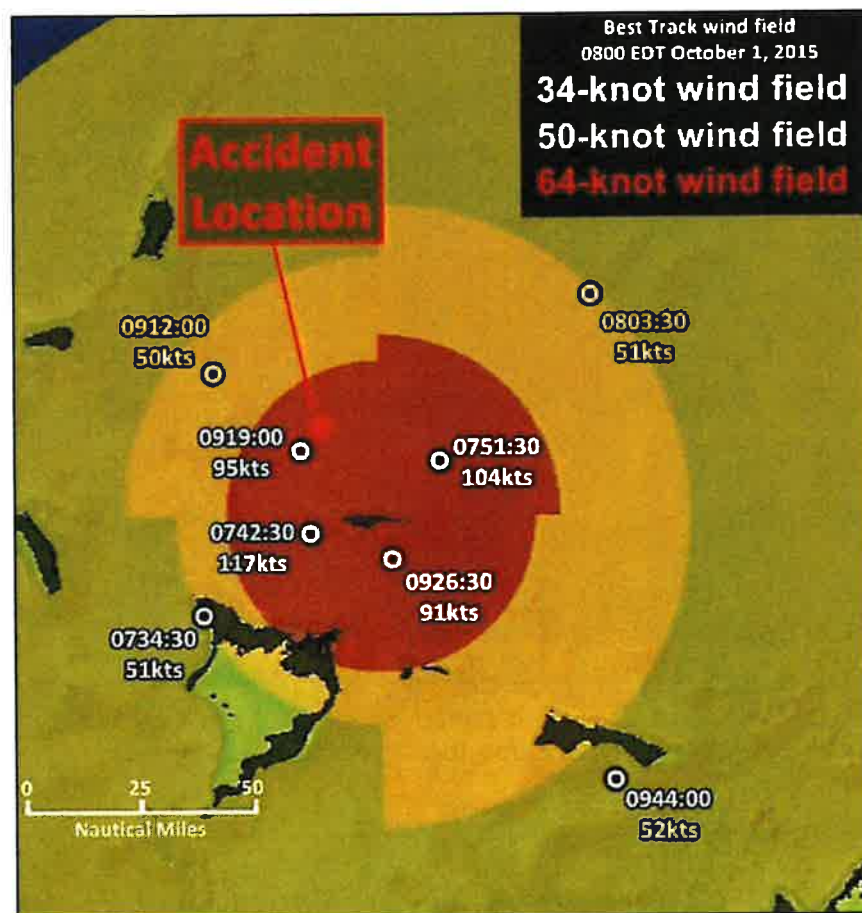 Best Track wind field
0800 EDT October 1, 2015
34-knot wind field
50-knot wind field
64-knot wind field
Accident
Location
0912:00
50kts
0803:30
51kts
0919:00
95kts
0751:30
104kts
0742:30
117kts
0926:30
91kts
0734:30
51kts
0 25 50
Nautical Miles
0944:00
52kts